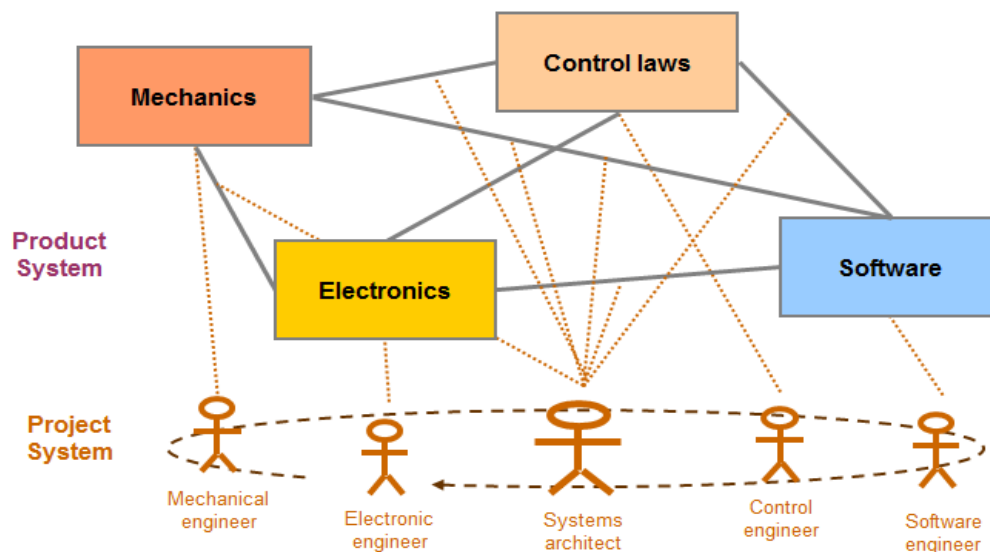 Control laws
Mechanics
Product
System
Electronics
Software
Project
System
Mechanical
engineer
Electronic
engineer
Systems
architect
Control
engineer
Software
engineer